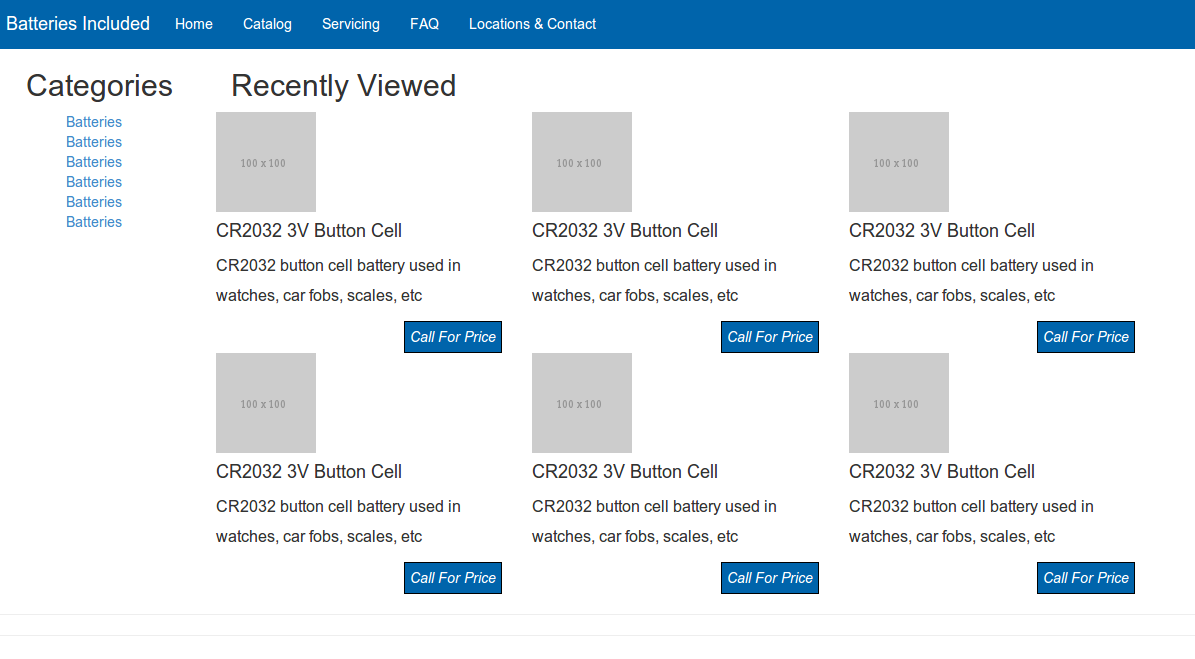 Batteries Included Home Catalog Servicing FAQ Locations & Contact
Categories
Batteries
Batteries
Batteries
Batteries
Batteries
Batteries
Recently Viewed
100 x 100
CR2032 3V Button Cell
CR2032 button cell battery used in
watches, car fobs, scales, etc
Call For Price
100 x 100
CR2032 3V Button Cell
CR2032 button cell battery used in
watches, car fobs, scales, etc
Call For Price
100 x 100
CR2032 3V Button Cell
CR2032 button cell battery used in
watches, car fobs, scales, etc
Call For Price
100 x 100
CR2032 3V Button Cell
CR2032 button cell battery used in
watches, car fobs, scales, etc
Call For Price
100 x 100
CR2032 3V Button Cell
CR2032 button cell battery used in
watches, car fobs, scales, etc
Call For Price
100 x 100
CR2032 3V Button Cell
CR2032 button cell battery used in
watches, car fobs, scales, etc
Call For Price